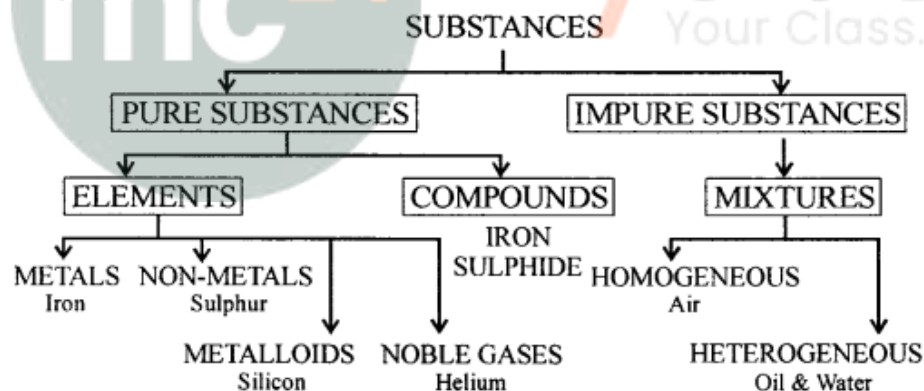 mc
Your Class.
SUBSTANCES
PURE SUBSTANCES IMPURE SUBSTANCES
ELEMENTS COMPOUNDS MIXTURES
IRON
SULPHIDE
METALS NON-METALS HOMOGENEOUS
Iron Sulphur Air
METALLOIDS NOBLE GASES HETEROGENEOUS
Silicon Helium Oil & Water